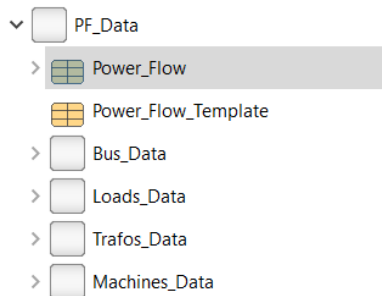 PF_Data
Power_Flow
Power_Flow_Template
Bus_Data
Loads_Data
Trafos_Data
Machines_Data